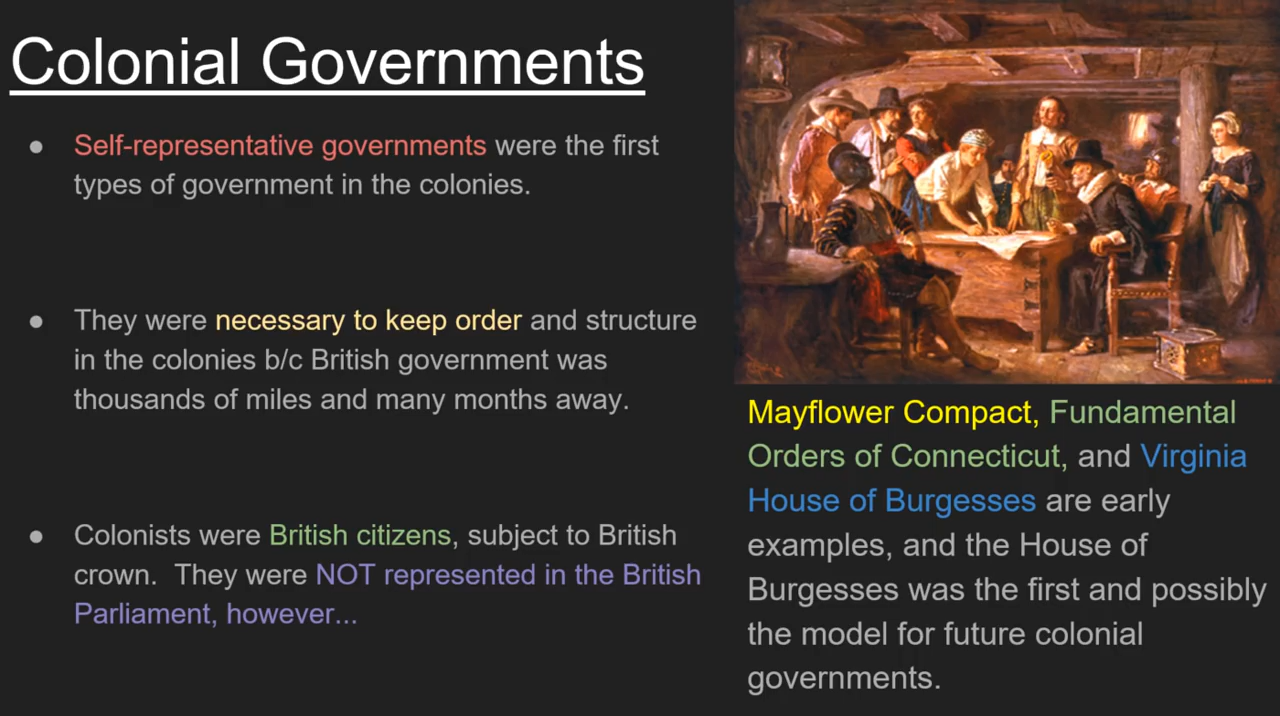 Colonial Governments
● Self-representative governments were the first
types of government in the colonies.
● They were necessary to keep order and structure
in the colonies b/c British government was
thousands of miles and many months away.
● Colonists were British citizens, subject to British
crown.  They were NOT represented in the British
Parliament, however...
Mayflower Compact, Fundamental
Orders of Connecticut, and Virginia
House of Burgesses are early
examples, and the House of
Burgesses was the first and possibly
the model for future colonial
governments.